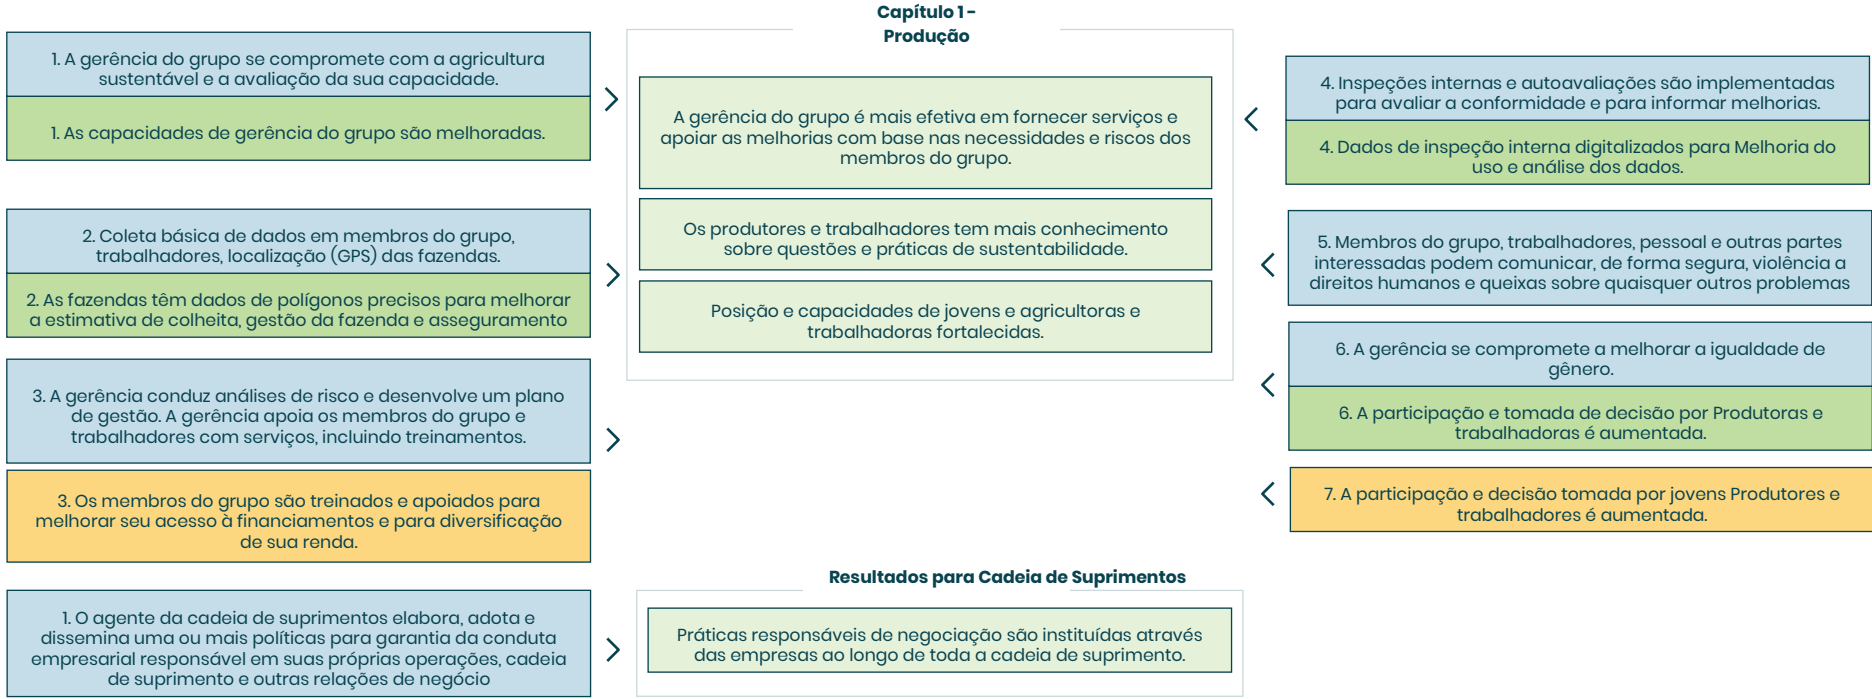 Capítulo 1 -
Produção
1. A gerência do grupo se compromete com a agricultura
sustentável e a avaliação da sua capacidade.
1. As capacidades de gerência do grupo são melhoradas.
2. Coleta básica de dados em membros do grupo,
trabalhadores, localização (GPS) das fazendas.
2. As fazendas têm dados de polígonos precisos para melhorar
a estimativa de colheita, gestão da fazenda e asseguramento
3. A gerência conduz análises de risco e desenvolve um plano
de gestão. A gerência apoia os membros do grupo e
trabalhadores com serviços, incluindo treinamentos.
3. Os membros do grupo são treinados e apoiados para
melhorar seu acesso à financiamentos e para diversificação
de sua renda.
A gerência do grupo é mais efetiva em fornecer serviços e
apoiar as melhorias com base nas necessidades e riscos dos
membros do grupo.
Os produtores e trabalhadores tem mais conhecimento
sobre questões e práticas de sustentabilidade.
Posição e capacidades de jovens e agricultoras e
trabalhadoras fortalecidas.
4. Inspeções internas e autoavaliações são implementadas
para avaliar a conformidade e para informar melhorias.
4. Dados de inspeção interna digitalizados para Melhoria do
uso e análise dos dados.
5. Membros do grupo, trabalhadores, pessoal e outras partes
interessadas podem comunicar, de forma segura, violência a
direitos humanos e queixas sobre quaisquer outros problemas
6. A gerência se compromete a melhorar a igualdade de
gênero.
6. A participação e tomada de decisão por Produtoras e
trabalhadoras é aumentada.
7. A participação e decisão tomada por jovens Produtores e
trabalhadores é aumentada.
Resultados para Cadeia de Suprimentos
1. O agente da cadeia de suprimentos elabora, adota e
dissemina uma ou mais políticas para garantia da conduta
empresarial responsável em suas próprias operações, cadeia
de suprimento e outras relações de negócio
Práticas responsáveis de negociação são instituídas através
das empresas ao longo de toda a cadeia de suprimento.